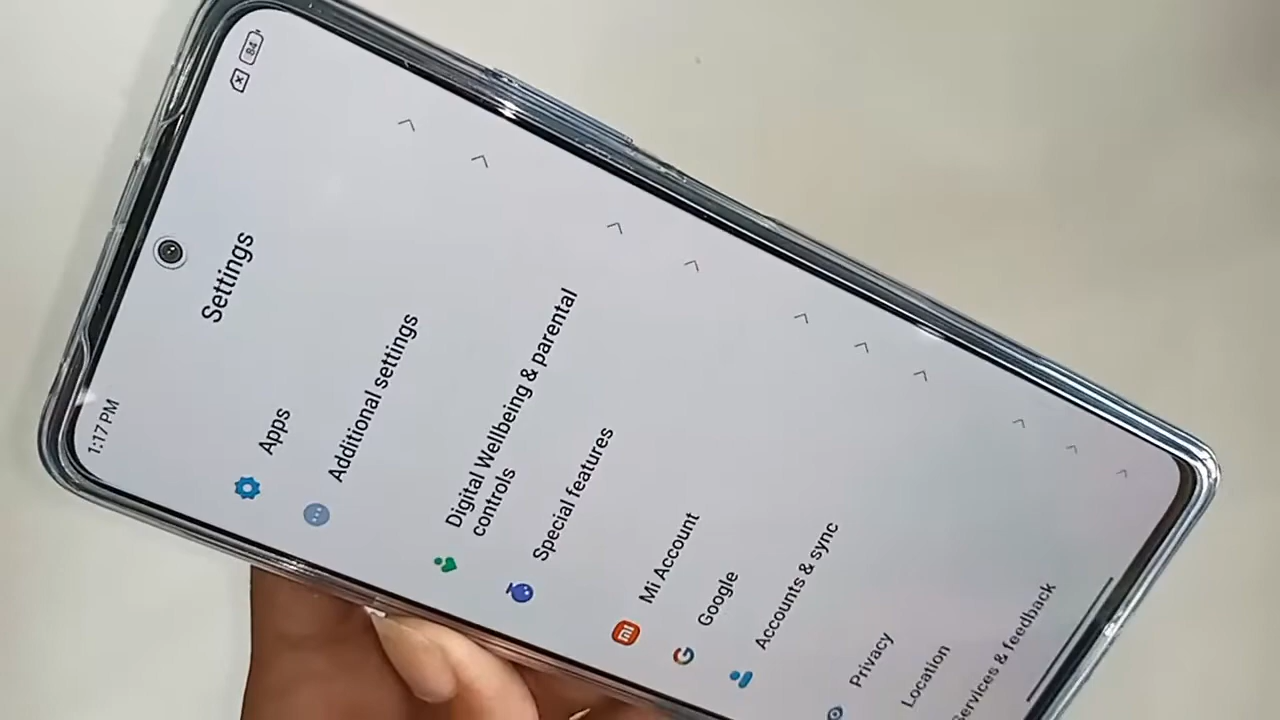 1:17 PM
84
Settings
Apps
Additional settings
Digital Wellbeing & parental
controls
Special features
Mi Account
Google
Accounts & sync
Privacy
Location
Services & feedback